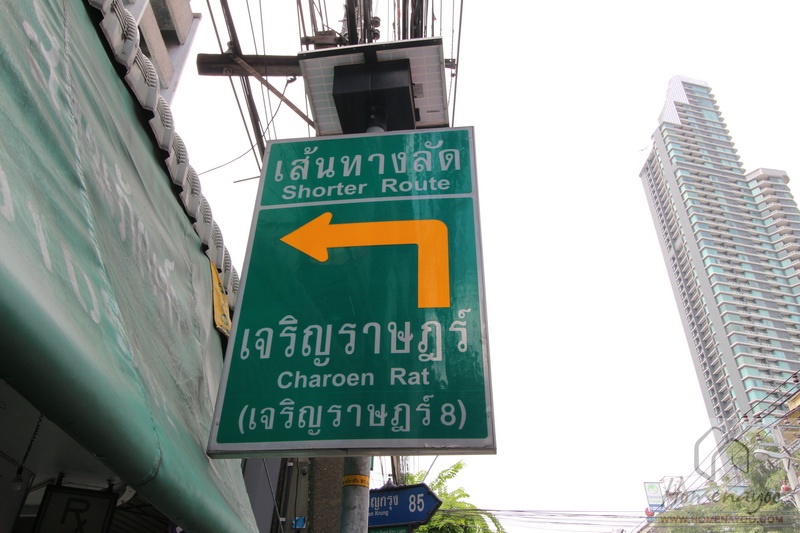 เส้นทางลัด
Shorter Route
เจริญราษฎร์
Charoen Rat
(เจริญราษฎร์ 8)
85
Homenayoo
WWW.HOMENAYOO.COM